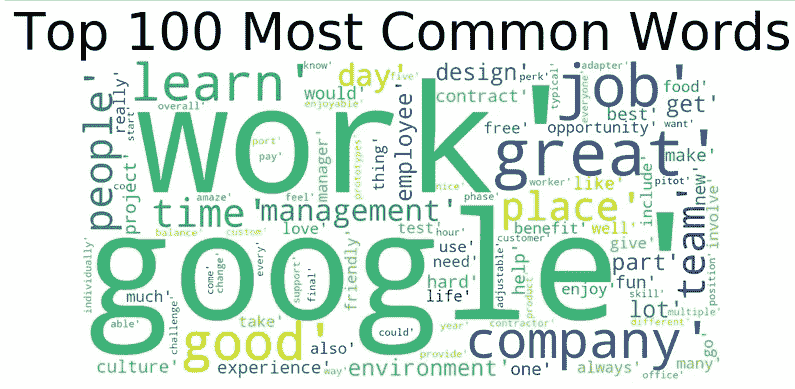 Top 100 Most Common Words
know' five' design' perk' typical' job' adapter' food'
learn' day' really' overall' would' enjoyable' contract' everyone' best' get' want'
people' start' work' employee' free' opportunity'
project' cool' port' pay' manager' prototypes' thing' great' make'
amaze' feel' nice' worker' like' include' pitot' new' involve'
time' management' phase' place' team'
balance' custom' love' test' hour' customer' benefit' well' give'
individually' google' use' need' adjustable' help' part' position'
come' change' every' support' final' friendly' hard' fun' skill'
much' life' product' enjoy' lot' multiple'
able' challenge' take' could' year' contractor' different'
good' also' company' go'
culture' experience' way' environment' provide' one' always' office' many'